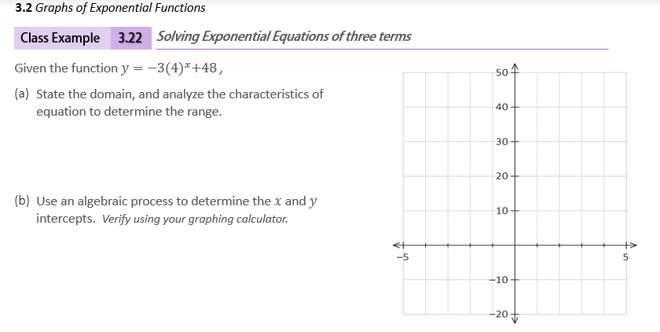 3.2 Graphs of Exponential Functions
Class Example 3.22 Solving Exponential Equations of three terms
Given the function y = −3(4)ˣ+48,
(a) State the domain, and analyze the characteristics of
equation to determine the range.
(b) Use an algebraic process to determine the x and y
intercepts. Verify using your graphing calculator.
50
40
30
20
10
−5
5
−10
−20